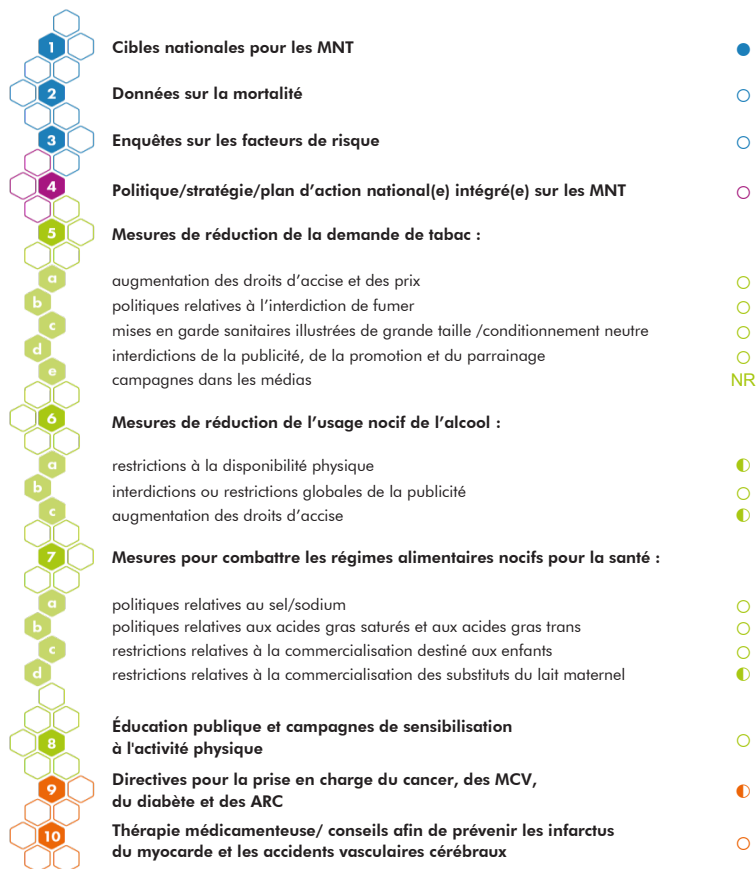 1 Cibles nationales pour les MNT
2 Données sur la mortalité
3 Enquêtes sur les facteurs de risque
4 Politique/stratégie/plan d’action national(e) intégré(e) sur les MNT
5 Mesures de réduction de la demande de tabac :
a augmentation des droits d’accise et des prix
b politiques relatives à l’interdiction de fumer
c mises en garde sanitaires illustrées de grande taille /conditionnement neutre
d interdictions de la publicité, de la promotion et du parrainage
e campagnes dans les médias NR
6 Mesures de réduction de l’usage nocif de l’alcool :
a restrictions à la disponibilité physique
b interdictions ou restrictions globales de la publicité
c augmentation des droits d’accise
7 Mesures pour combattre les régimes alimentaires nocifs pour la santé :
a politiques relatives au sel/sodium
b politiques relatives aux acides gras saturés et aux acides gras trans
c restrictions relatives à la commercialisation destiné aux enfants
d restrictions relatives à la commercialisation des substituts du lait maternel
8 Éducation publique et campagnes de sensibilisation
à l'activité physique
9 Directives pour la prise en charge du cancer, des MCV,
du diabète et des ARC
10 Thérapie médicamenteuse/ conseils afin de prévenir les infarctus
du myocarde et les accidents vasculaires cérébraux